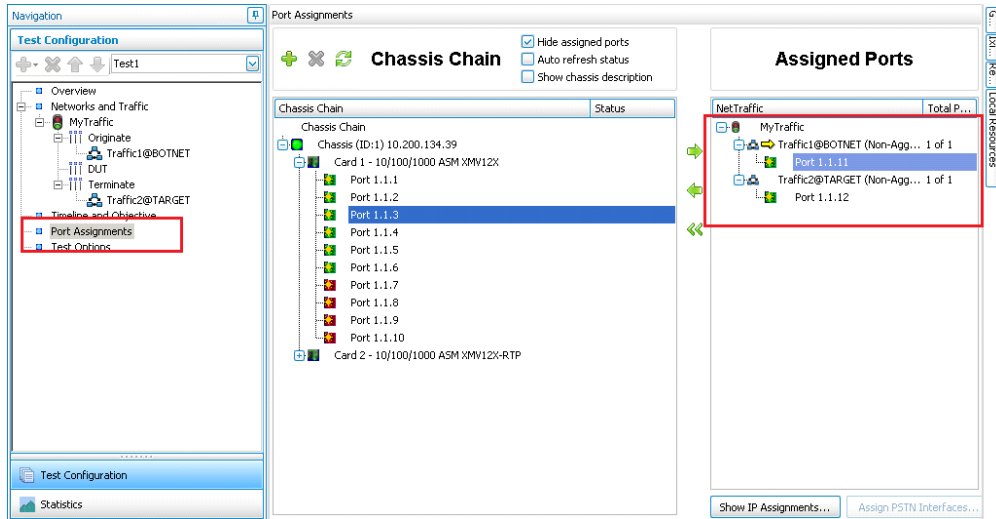 Navigation
Test Configuration
Test1
Overview
Networks and Traffic
MyTraffic
Originate
Traffic1@BOTNET
DUT
Terminate
Traffic2@TARGET
Timeline and Objective
Port Assignments
Test Options
Test Configuration
Statistics
Port Assignments
Chassis Chain
Hide assigned ports
Auto refresh status
Show chassis description
Chassis Chain Status
Chassis Chain
Chassis (ID:1) 10.200.134.39
Card 1 - 10/100/1000 ASM XMV12X
Port 1.1.1
Port 1.1.2
Port 1.1.3
Port 1.1.4
Port 1.1.5
Port 1.1.6
Port 1.1.7
Port 1.1.8
Port 1.1.9
Port 1.1.10
Card 2 - 10/100/1000 ASM XMV12X-RTP
Assigned Ports
NetTraffic Total P...
MyTraffic
Traffic1@BOTNET (Non-Agg... 1 of 1
Port 1.1.11
Traffic2@TARGET (Non-Agg... 1 of 1
Port 1.1.12
Show IP Assignments...
Assign PSTN Interfaces...
G...
IXI...
Re...
Local Resources